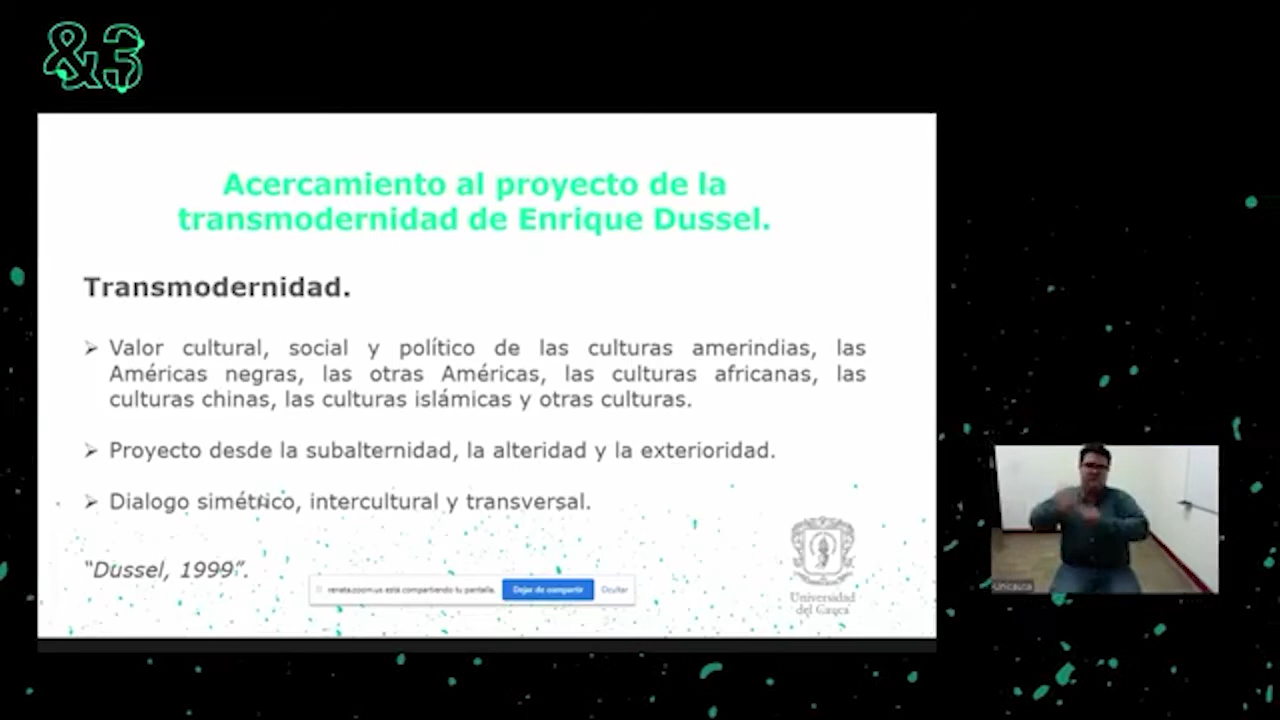 &3
Acercamiento al proyecto de la
transmodernidad de Enrique Dussel.
Transmodernidad.
➢ Valor cultural, social y político de las culturas amerindias, las
Américas negras, las otras Américas, las culturas africanas, las
culturas chinas, las culturas islámicas y otras culturas.
➢ Proyecto desde la subalternidad, la alteridad y la exterioridad.
➢ Dialogo simétrico, intercultural y transversal.
“Dussel, 1999”.
renata.zoom.us está compartiendo tu pantalla.
Dejar de compartir
Ocultar
Universidad
del Cauca
Unicauca